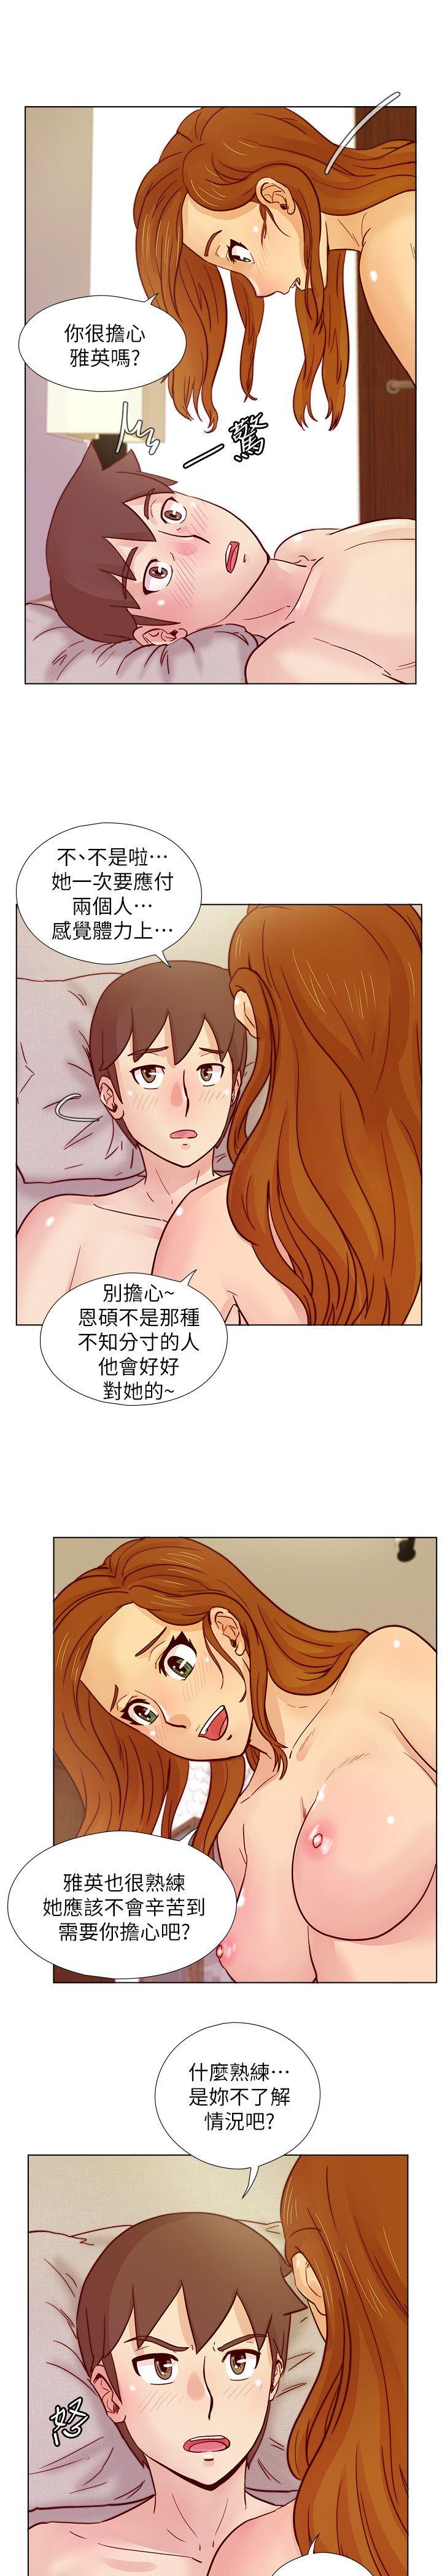 你很擔心
雅英嗎?
驚
不、不是啦…
她一次要應付
兩個人…
感覺體力上…
別擔心~
恩碩不是那種
不知分寸的人
他會好好
對她的~
雅英也很熟練
她應該不會辛苦到
需要你擔心吧?
什麼熟練…
是妳不了解
情況吧?
怒